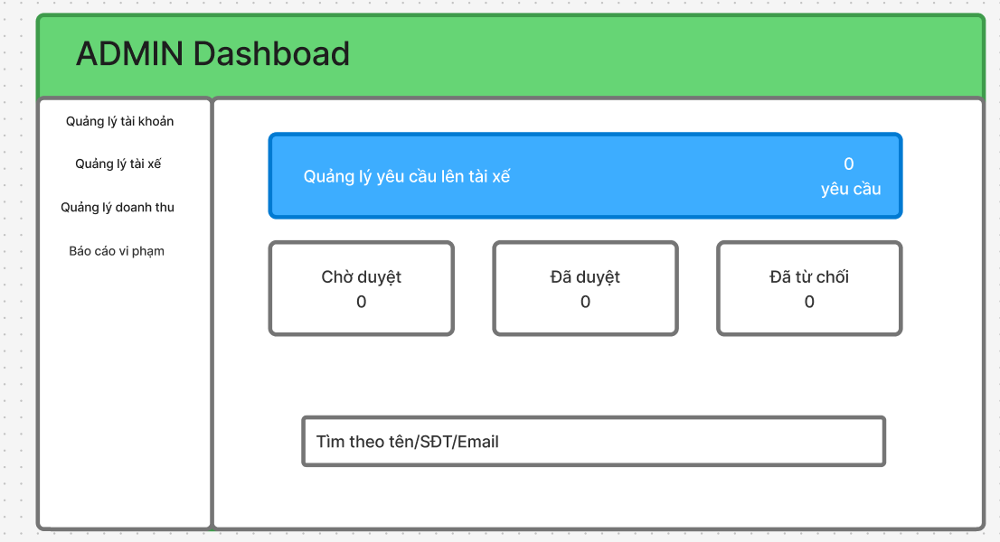 ADMIN Dashboad
Quảng lý tài khoản
Quảng lý tài xế
Quảng lý doanh thu
Báo cáo vi phạm
Quảng lý yêu cầu lên tài xế
0
yêu cầu
Chờ duyệt
0
Đã duyệt
0
Đã từ chối
0
Tìm theo tên/SĐT/Email